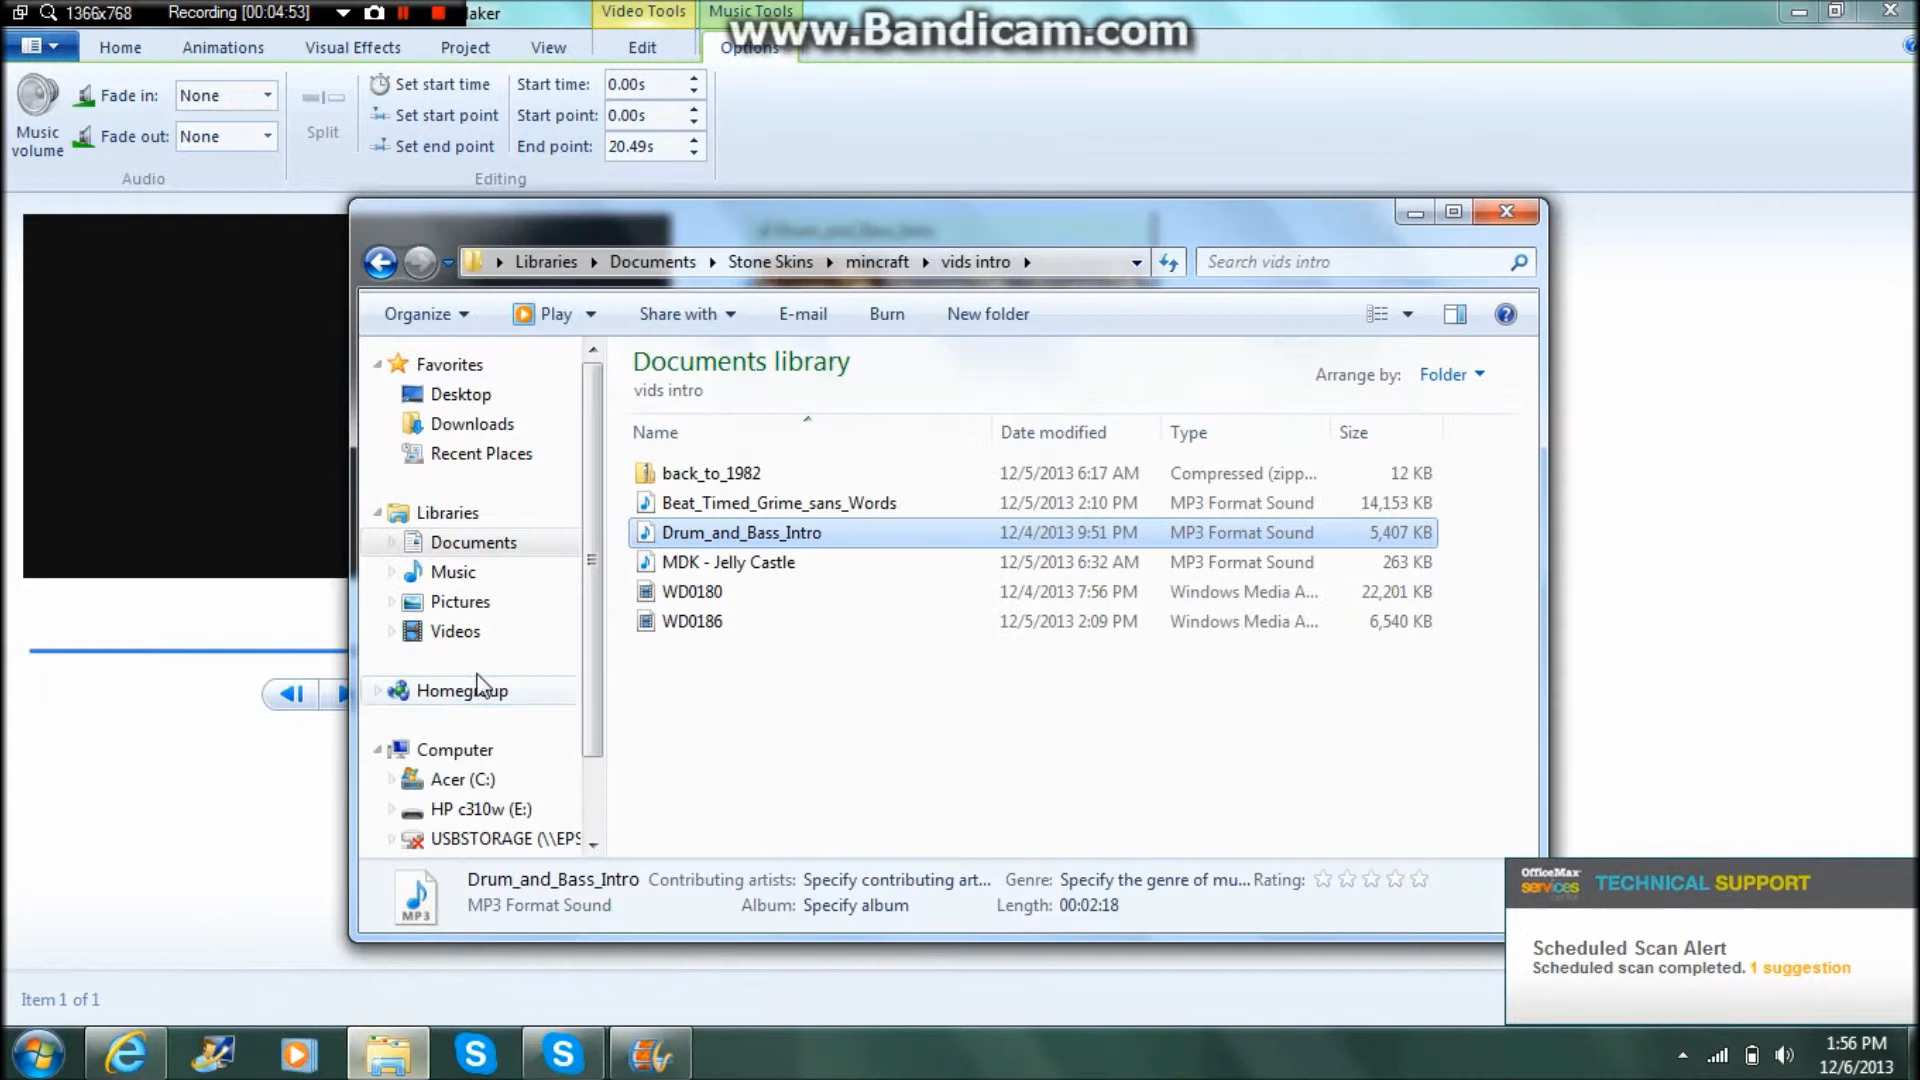 1366x768 Recording [00:04:53] aker Video Tools Music Tools
www.Bandicam.com
Home Animations Visual Effects Project View Edit Options
Music volume
Fade in: None
Fade out: None
Audio
Split
Set start time
Set start point
Set end point
Start time: 0.00s
Start point: 0.00s
End point: 20.49s
Editing
Libraries Documents Stone Skins mincraft vids intro Search vids intro
Organize Play Share with E-mail Burn New folder
Favorites
Desktop
Downloads
Recent Places
Libraries
Documents
Music
Pictures
Videos
Homegroup
Computer
Acer (C:)
HP c310w (E:)
USBSTORAGE (\\EPS
Documents library
vids intro
Arrange by: Folder
Name Date modified Type Size
back_to_1982 12/5/2013 6:17 AM Compressed (zipp... 12 KB
Beat_Timed_Grime_sans_Words 12/5/2013 2:10 PM MP3 Format Sound 14,153 KB
Drum_and_Bass_Intro 12/4/2013 9:51 PM MP3 Format Sound 5,407 KB
MDK - Jelly Castle 12/5/2013 6:32 AM MP3 Format Sound 263 KB
WD0180 12/4/2013 7:56 PM Windows Media A... 22,201 KB
WD0186 12/5/2013 2:09 PM Windows Media A... 6,540 KB
MP3
Drum_and_Bass_Intro Contributing artists: Specify contributing art... Genre: Specify the genre of mu... Rating:
MP3 Format Sound Album: Specify album Length: 00:02:18
OfficeMax services TECHNICAL SUPPORT
Scheduled Scan Alert
Scheduled scan completed. 1 suggestion
Item 1 of 1
1:56 PM
12/6/2013